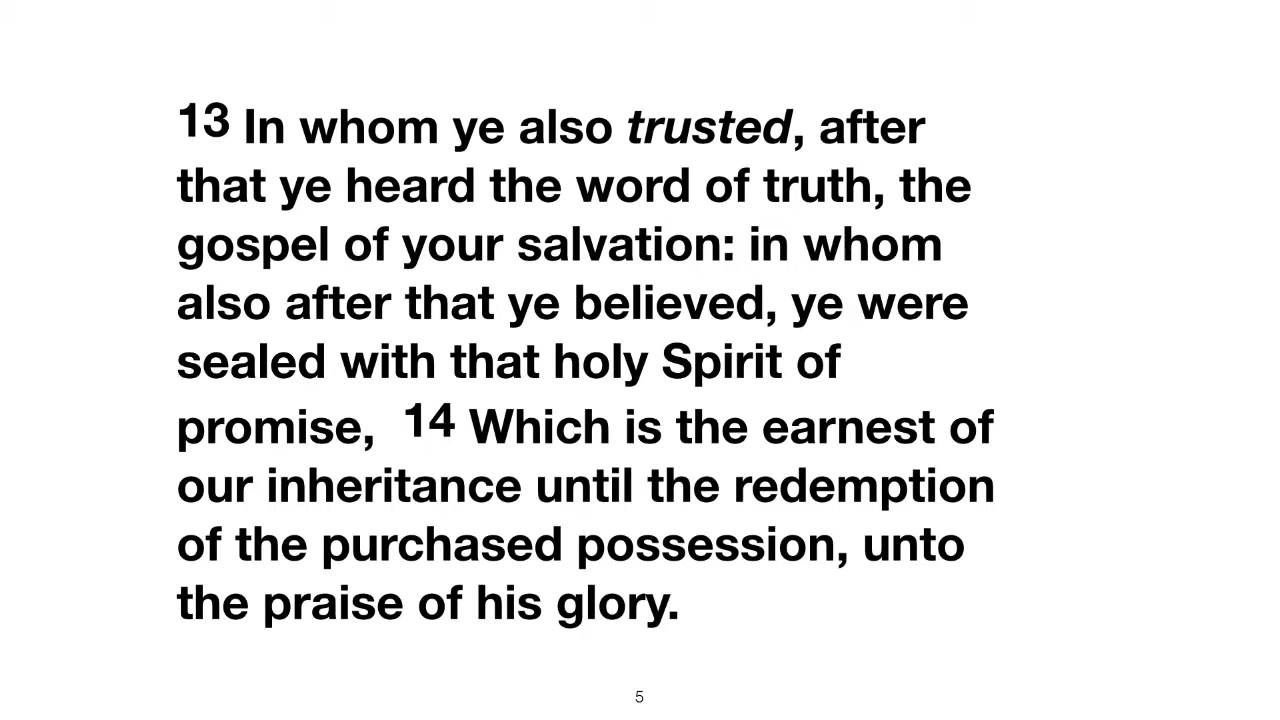 13 In whom ye also trusted, after
that ye heard the word of truth, the
gospel of your salvation: in whom
also after that ye believed, ye were
sealed with that holy Spirit of
promise, 14 Which is the earnest of
our inheritance until the redemption
of the purchased possession, unto
the praise of his glory.
5